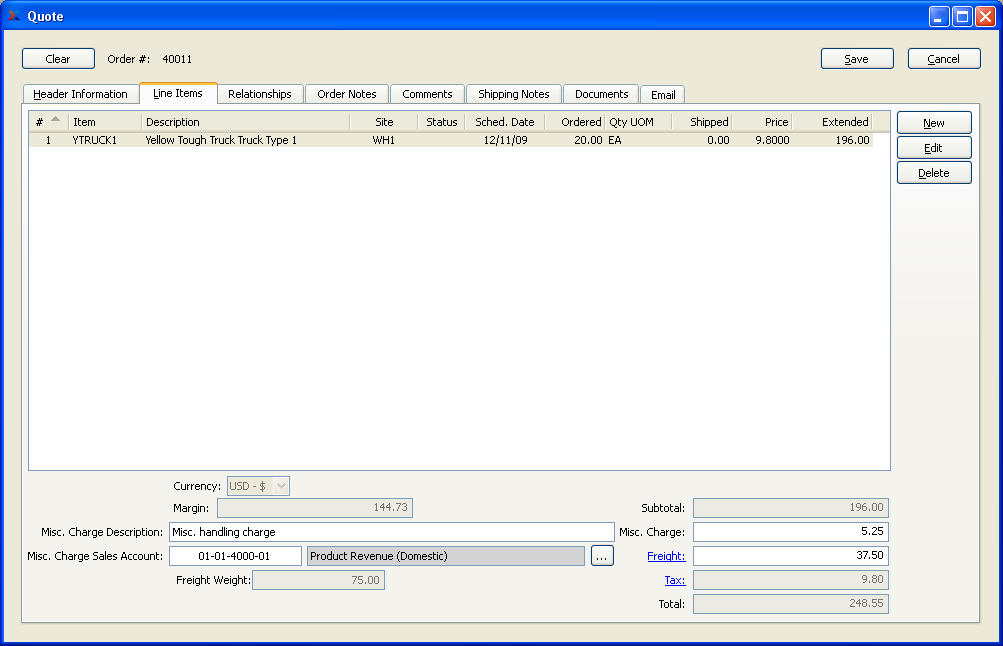 Quote
Clear Order #: 40011 Save Cancel
Header Information Line Items Relationships Order Notes Comments Shipping Notes Documents Email
# Item Description Site Status Sched. Date Ordered Qty UOM Shipped Price Extended
1 YTRUCK1 Yellow Tough Truck Truck Type 1 WH1 12/11/09 20.00 EA 0.00 9.8000 196.00
New
Edit
Delete
Currency: USD - $
Margin: 144.73 Subtotal: 196.00
Misc. Charge Description: Misc. handling charge Misc. Charge: 5.25
Misc. Charge Sales Account: 01-01-4000-01 Product Revenue (Domestic) ... Freight: 37.50
Freight Weight: 75.00 Tax: 9.80
Total: 248.55